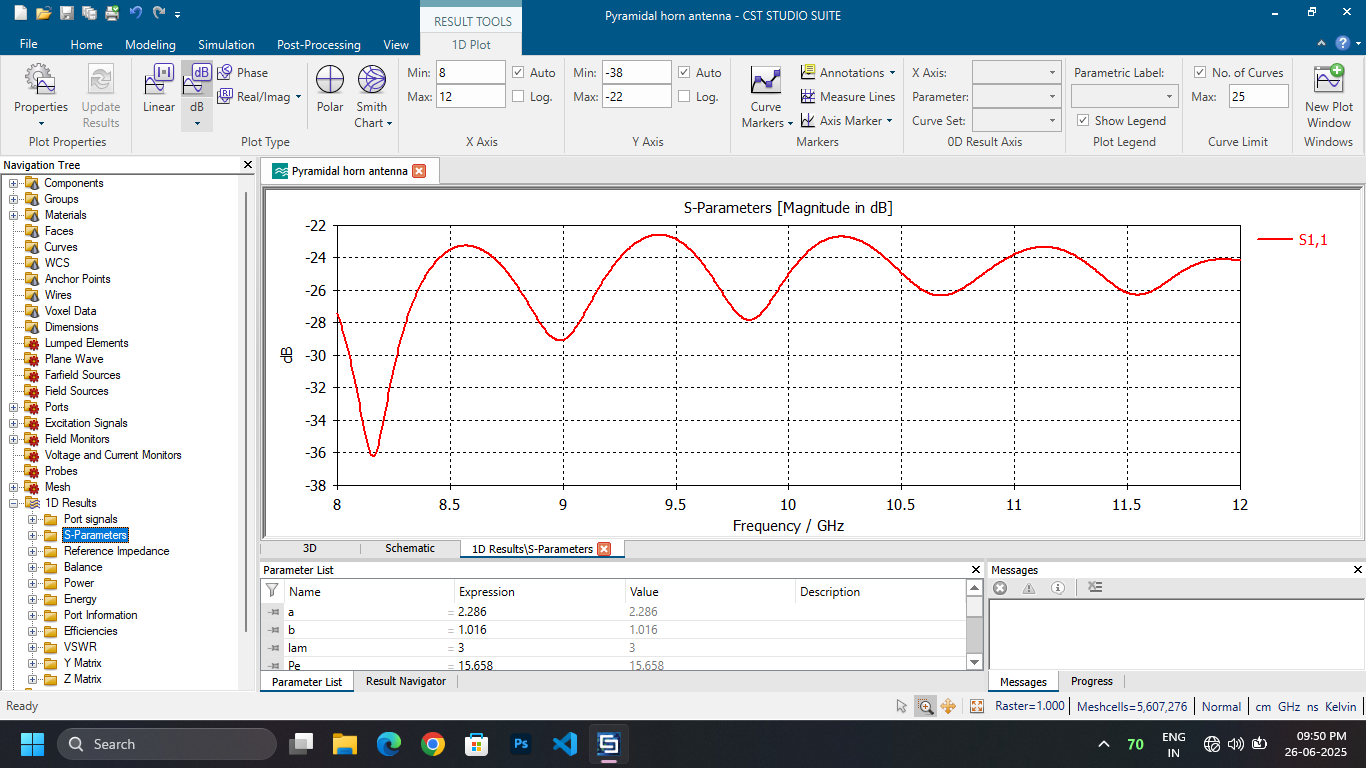 Pyramidal horn antenna - CST STUDIO SUITE
RESULT TOOLS
File Home Modeling Simulation Post-Processing View 1D Plot
Properties
Update Results
Plot Properties
Linear
dB
Phase
Real/Imag
Polar
Smith Chart
Plot Type
Min: 8 Auto
Max: 12 Log.
X Axis
Min: -38 Auto
Max: -22 Log.
Y Axis
Curve Markers
Annotations
Measure Lines
Axis Marker
Markers
X Axis:
Parameter:
Curve Set:
0D Result Axis
Parametric Label:
Show Legend
Plot Legend
No. of Curves
Max: 25
Curve Limit
New Plot Window
Windows
Navigation Tree
Components
Groups
Materials
Faces
Curves
WCS
Anchor Points
Wires
Voxel Data
Dimensions
Lumped Elements
Plane Wave
Farfield Sources
Field Sources
Ports
Excitation Signals
Field Monitors
Voltage and Current Monitors
Probes
Mesh
1D Results
Port signals
S-Parameters
Reference Impedance
Balance
Power
Energy
Port Information
Efficiencies
VSWR
Y Matrix
Z Matrix
Pyramidal horn antenna
S-Parameters [Magnitude in dB]
S1,1
-22
-24
-26
-28
-30
-32
-34
-36
-38
dB
8 8.5 9 9.5 10 10.5 11 11.5 12
Frequency / GHz
3D Schematic 1D Results\S-Parameters
Parameter List
Name Expression Value Description
a = 2.286 2.286
b = 1.016 1.016
lam = 3 3
Pe = 15.658 15.658
Parameter List Result Navigator
Messages
Messages Progress
Ready
Raster=1.000 Meshcells=5,607,276 Normal cm GHz ns Kelvin
Search
Ps
70
ENG
IN
09:50 PM
26-06-2025